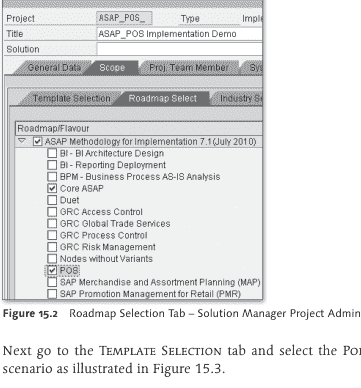 Project ASAP_POS_ Type Imple
Title ASAP_POS Implementation Demo
Solution
General Data Scope Proj. Team Member Sys
Template Selection Roadmap Select Industry Se
Roadmap/Flavour
ASAP Methodology for Implementation 7.1(July 2010)
BI - BI Architecture Design
BI - Reporting Deployment
BPM - Business Process AS-IS Analysis
Core ASAP
Duet
GRC Access Control
GRC Global Trade Services
GRC Process Control
GRC Risk Management
Nodes without Variants
POS
SAP Merchandise and Assortment Planning (MAP)
SAP Promotion Management for Retail (PMR)
Figure 15.2 Roadmap Selection Tab – Solution Manager Project Admin
Next go to the TEMPLATE SELECTION tab and select the
scenario as illustrated in Figure 15.3.